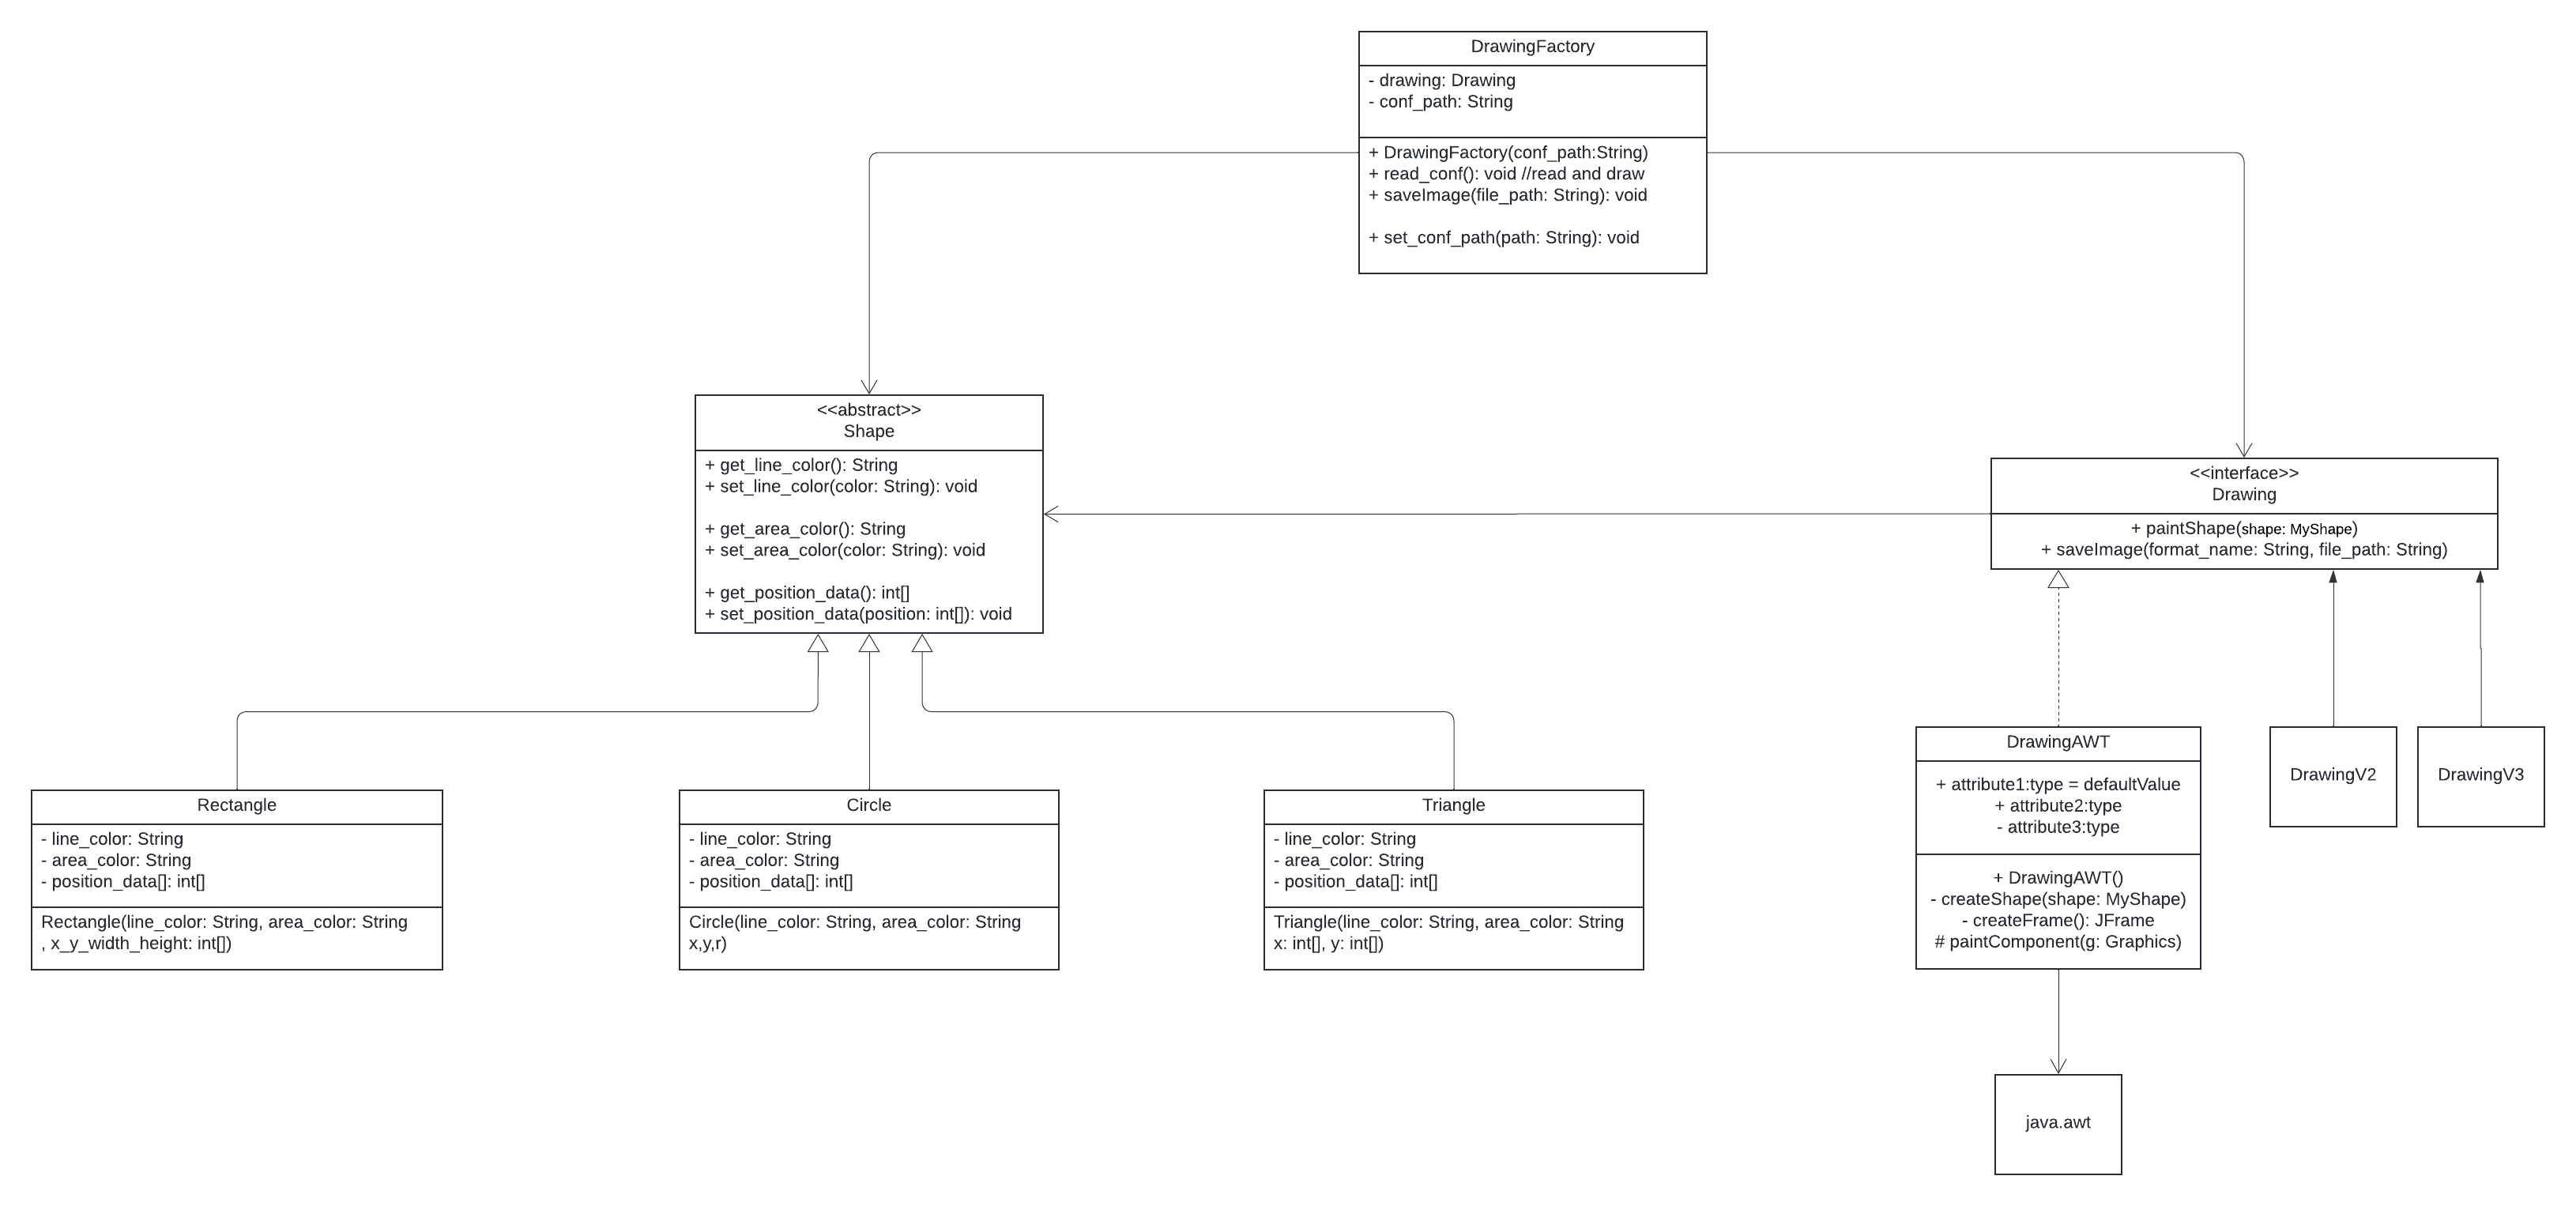 DrawingFactory
- drawing: Drawing
- conf_path: String
+ DrawingFactory(conf_path:String)
+ read_conf(): void //read and draw
+ saveImage(file_path: String): void
+ set_conf_path(path: String): void
<<abstract>>
Shape
+ get_line_color(): String
+ set_line_color(color: String): void
+ get_area_color(): String
+ set_area_color(color: String): void
+ get_position_data(): int[]
+ set_position_data(position: int[]): void
<<interface>>
Drawing
+ paintShape(shape: MyShape)
+ saveImage(format_name: String, file_path: String)
Rectangle
- line_color: String
- area_color: String
- position_data[]: int[]
Rectangle(line_color: String, area_color: String
, x_y_width_height: int[])
Circle
- line_color: String
- area_color: String
- position_data[]: int[]
Circle(line_color: String, area_color: String
x,y,r)
Triangle
- line_color: String
- area_color: String
- position_data[]: int[]
Triangle(line_color: String, area_color: String
x: int[], y: int[])
DrawingAWT
+ attribute1:type = defaultValue
+ attribute2:type
- attribute3:type
+ DrawingAWT()
- createShape(shape: MyShape)
- createFrame(): JFrame
# paintComponent(g: Graphics)
DrawingV2
DrawingV3
java.awt